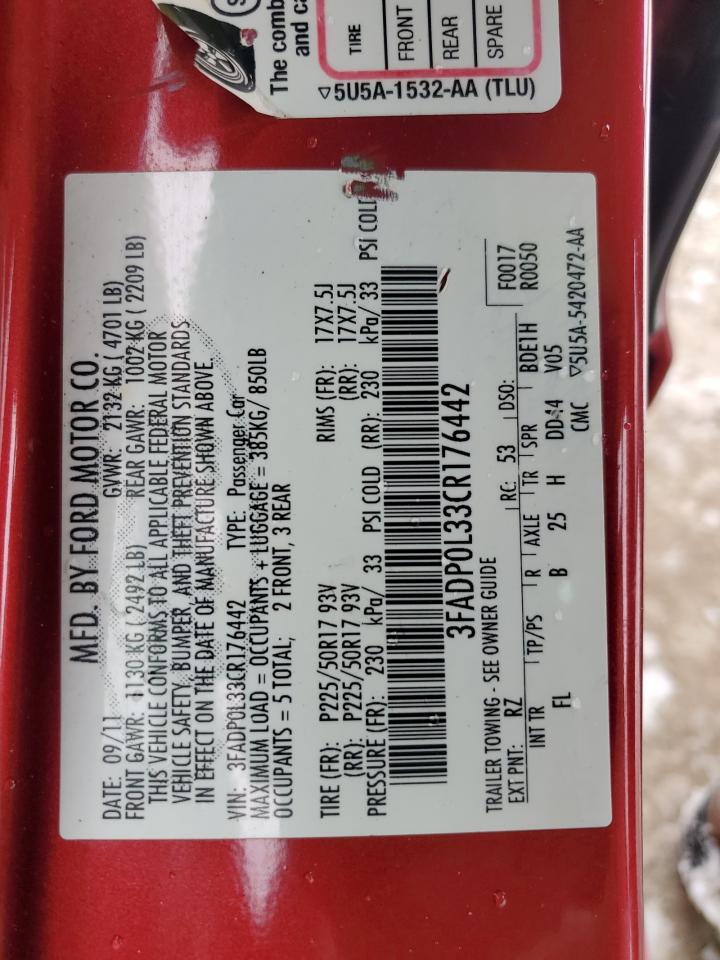 The comb
and ca
TIRE
FRONT
REAR
SPARE
▽5U5A-1532-AA (TLU)
MFD. BY FORD MOTOR CO.
DATE: 09/11 GVWR: 2132 KG ( 4701 LB)
FRONT GAWR: 1130 KG ( 2492 LB) REAR GAWR: 1002 KG ( 2209 LB)
THIS VEHICLE CONFORMS TO ALL APPLICABLE FEDERAL MOTOR
VEHICLE SAFETY, BUMPER, AND THEFT PREVENTION STANDARDS
IN EFFECT ON THE DATE OF MANUFACTURE SHOWN ABOVE.
VIN: 3FADP0L33CR176442 TYPE: Passenger Car
MAXIMUM LOAD = OCCUPANTS + LUGGAGE = 385KG/ 850LB
OCCUPANTS = 5 TOTAL; 2 FRONT, 3 REAR
TIRE (FR): P225/50R17 93V RIMS (FR): 17X7.5J
(RR): P225/50R17 93V (RR): 17X7.5J
PRESSURE (FR): 230 kPa/ 33 PSI COLD (RR): 230 kPa/ 33 PSI COLD
3FADP0L33CR176442
TRAILER TOWING - SEE OWNER GUIDE
EXT PNT: RZ RC: 53 DSO: F0017
R0050
INT TR TP/PS R AXLE TR SPR BDE1H
FL B 25 H DD44 V05
CMC ▽5U5A-5420472-AA